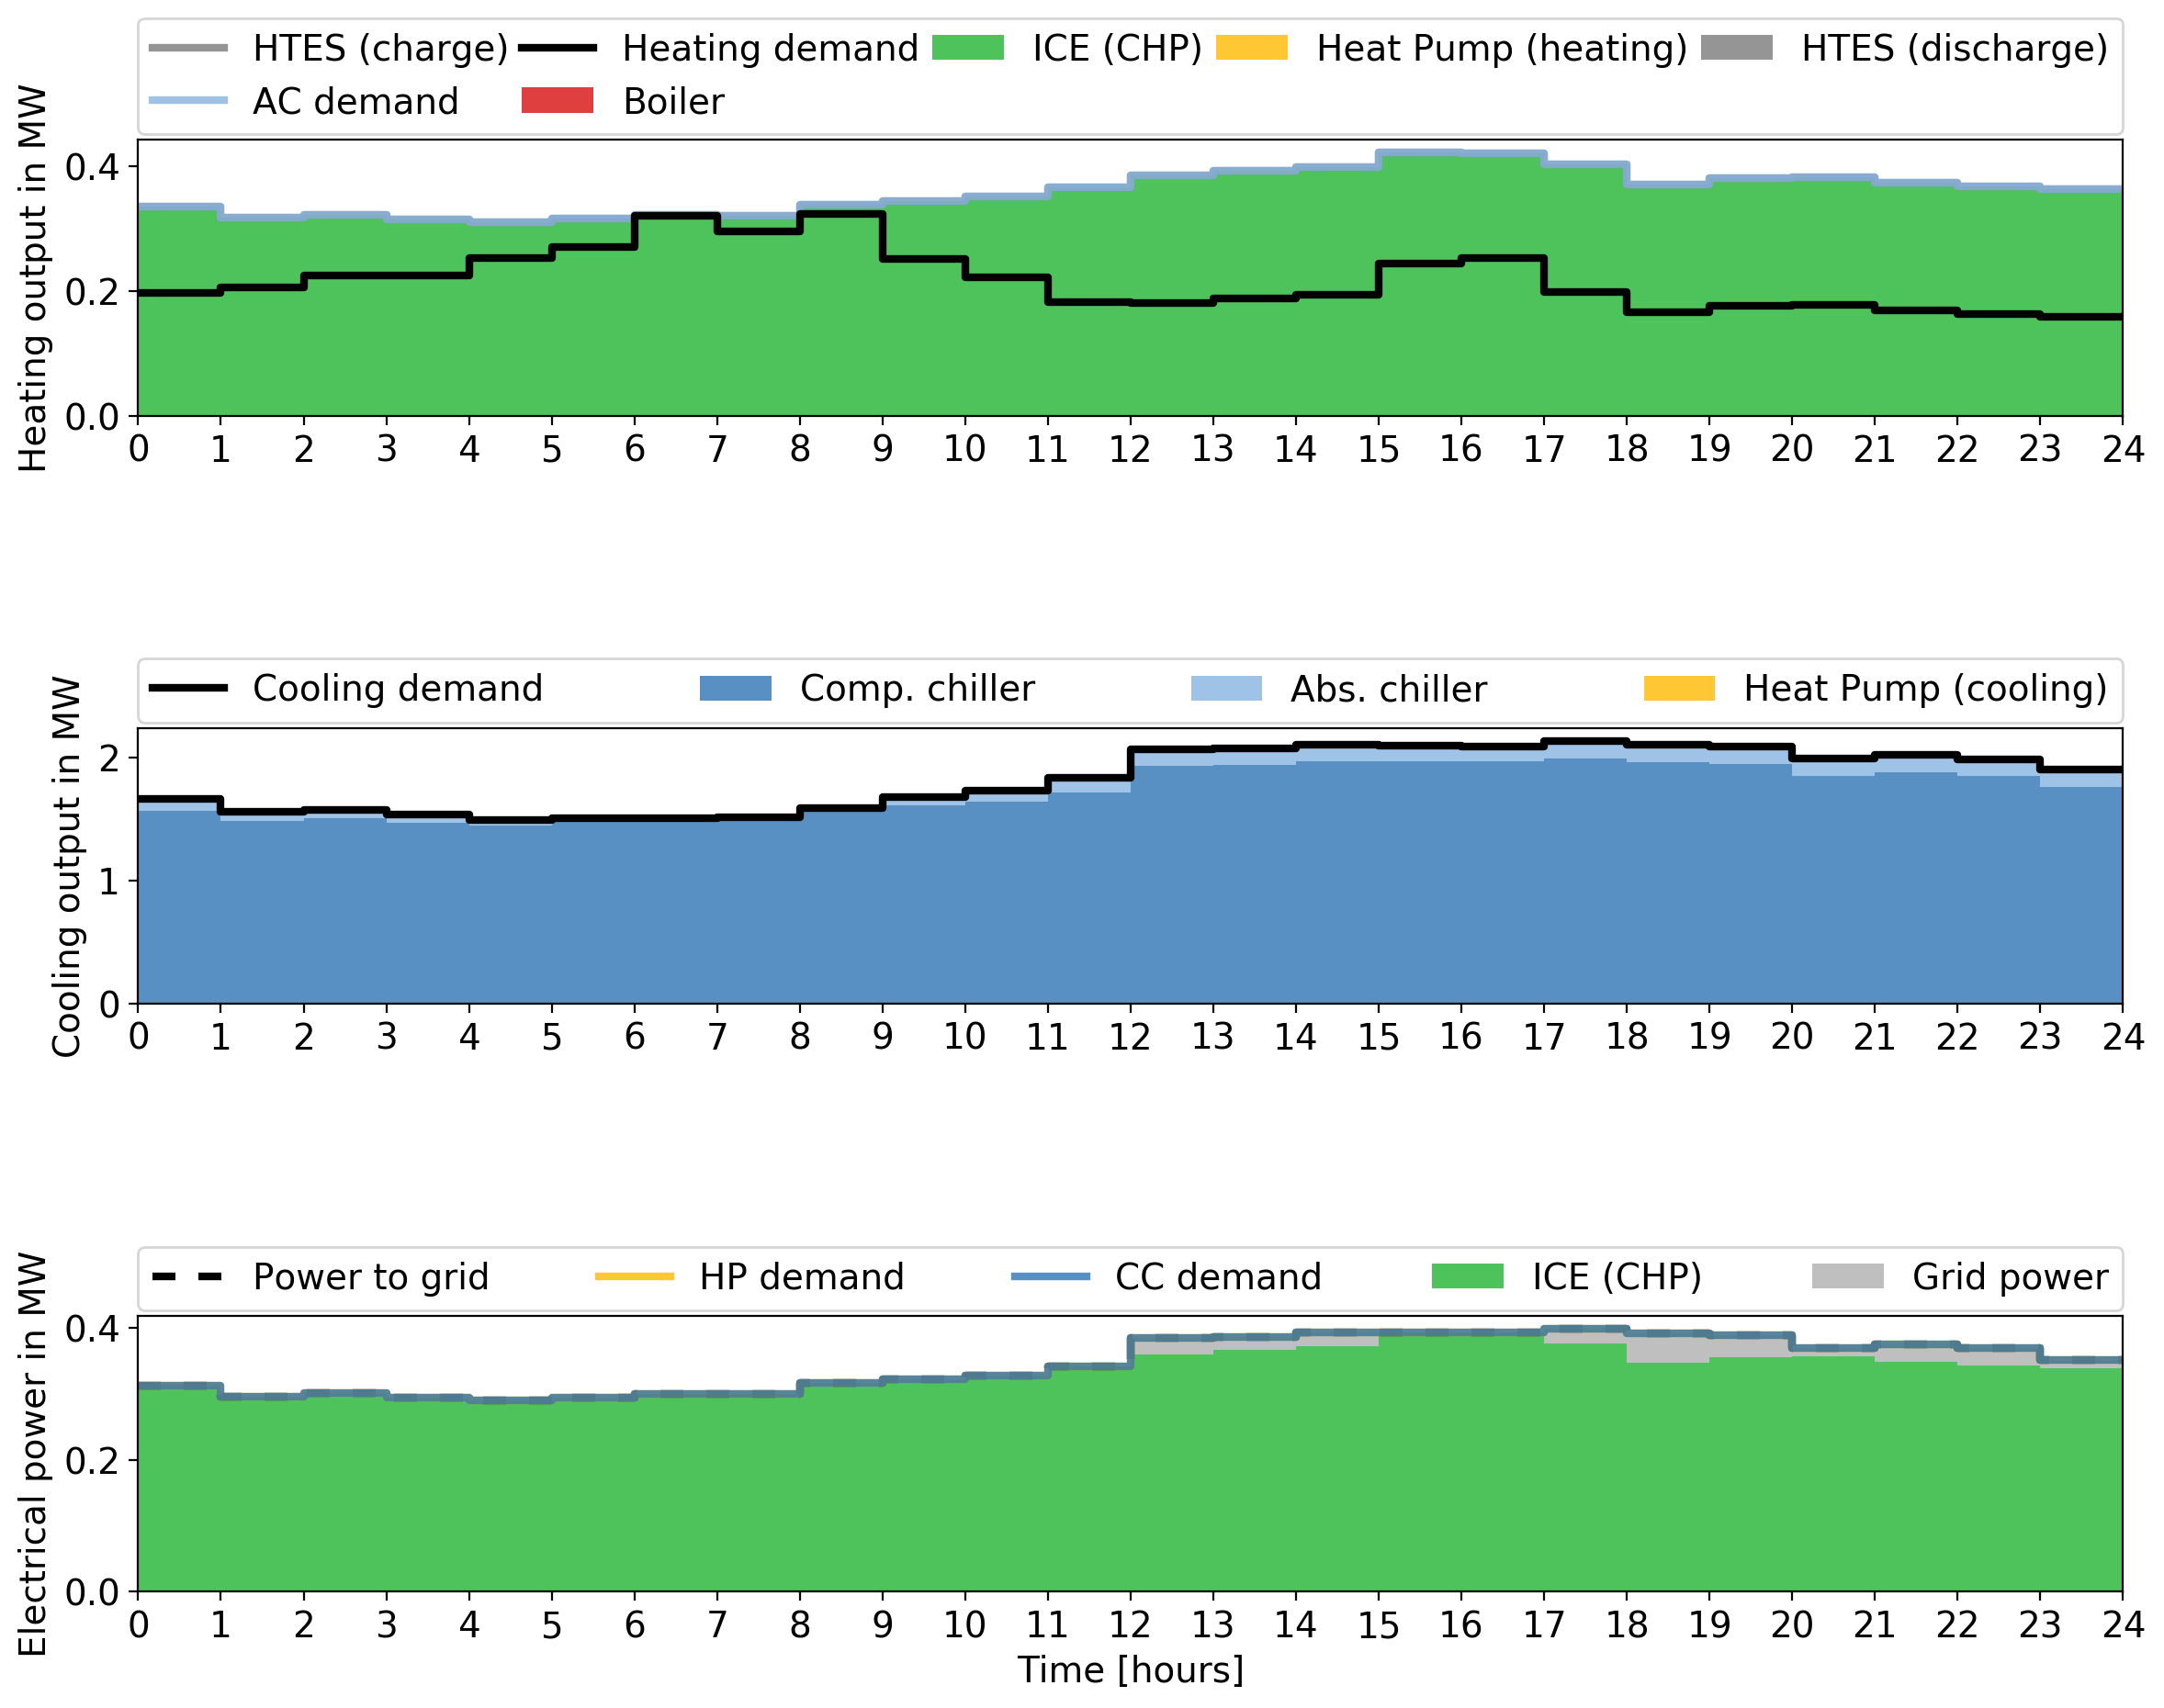 HTES (charge) Heating demand ICE (CHP) Heat Pump (heating) HTES (discharge)
AC demand Boiler
Heating output in MW
0.4
0.2
0.0
0 1 2 3 4 5 6 7 8 9 10 11 12 13 14 15 16 17 18 19 20 21 22 23 24
Cooling demand Comp. chiller Abs. chiller Heat Pump (cooling)
Cooling output in MW
2
1
0
0 1 2 3 4 5 6 7 8 9 10 11 12 13 14 15 16 17 18 19 20 21 22 23 24
Power to grid HP demand CC demand ICE (CHP) Grid power
Electrical power in MW
0.4
0.2
0.0
0 1 2 3 4 5 6 7 8 9 10 11 12 13 14 15 16 17 18 19 20 21 22 23 24
Time [hours]